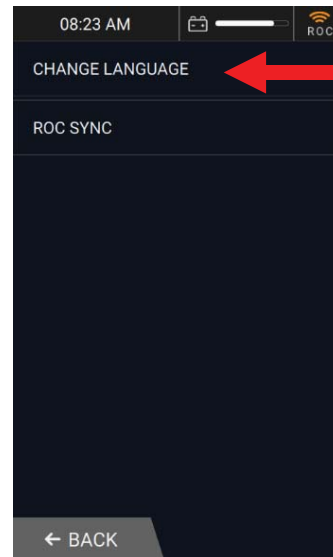 08:23 AM
ROC
CHANGE LANGUAGE
ROC SYNC
← BACK